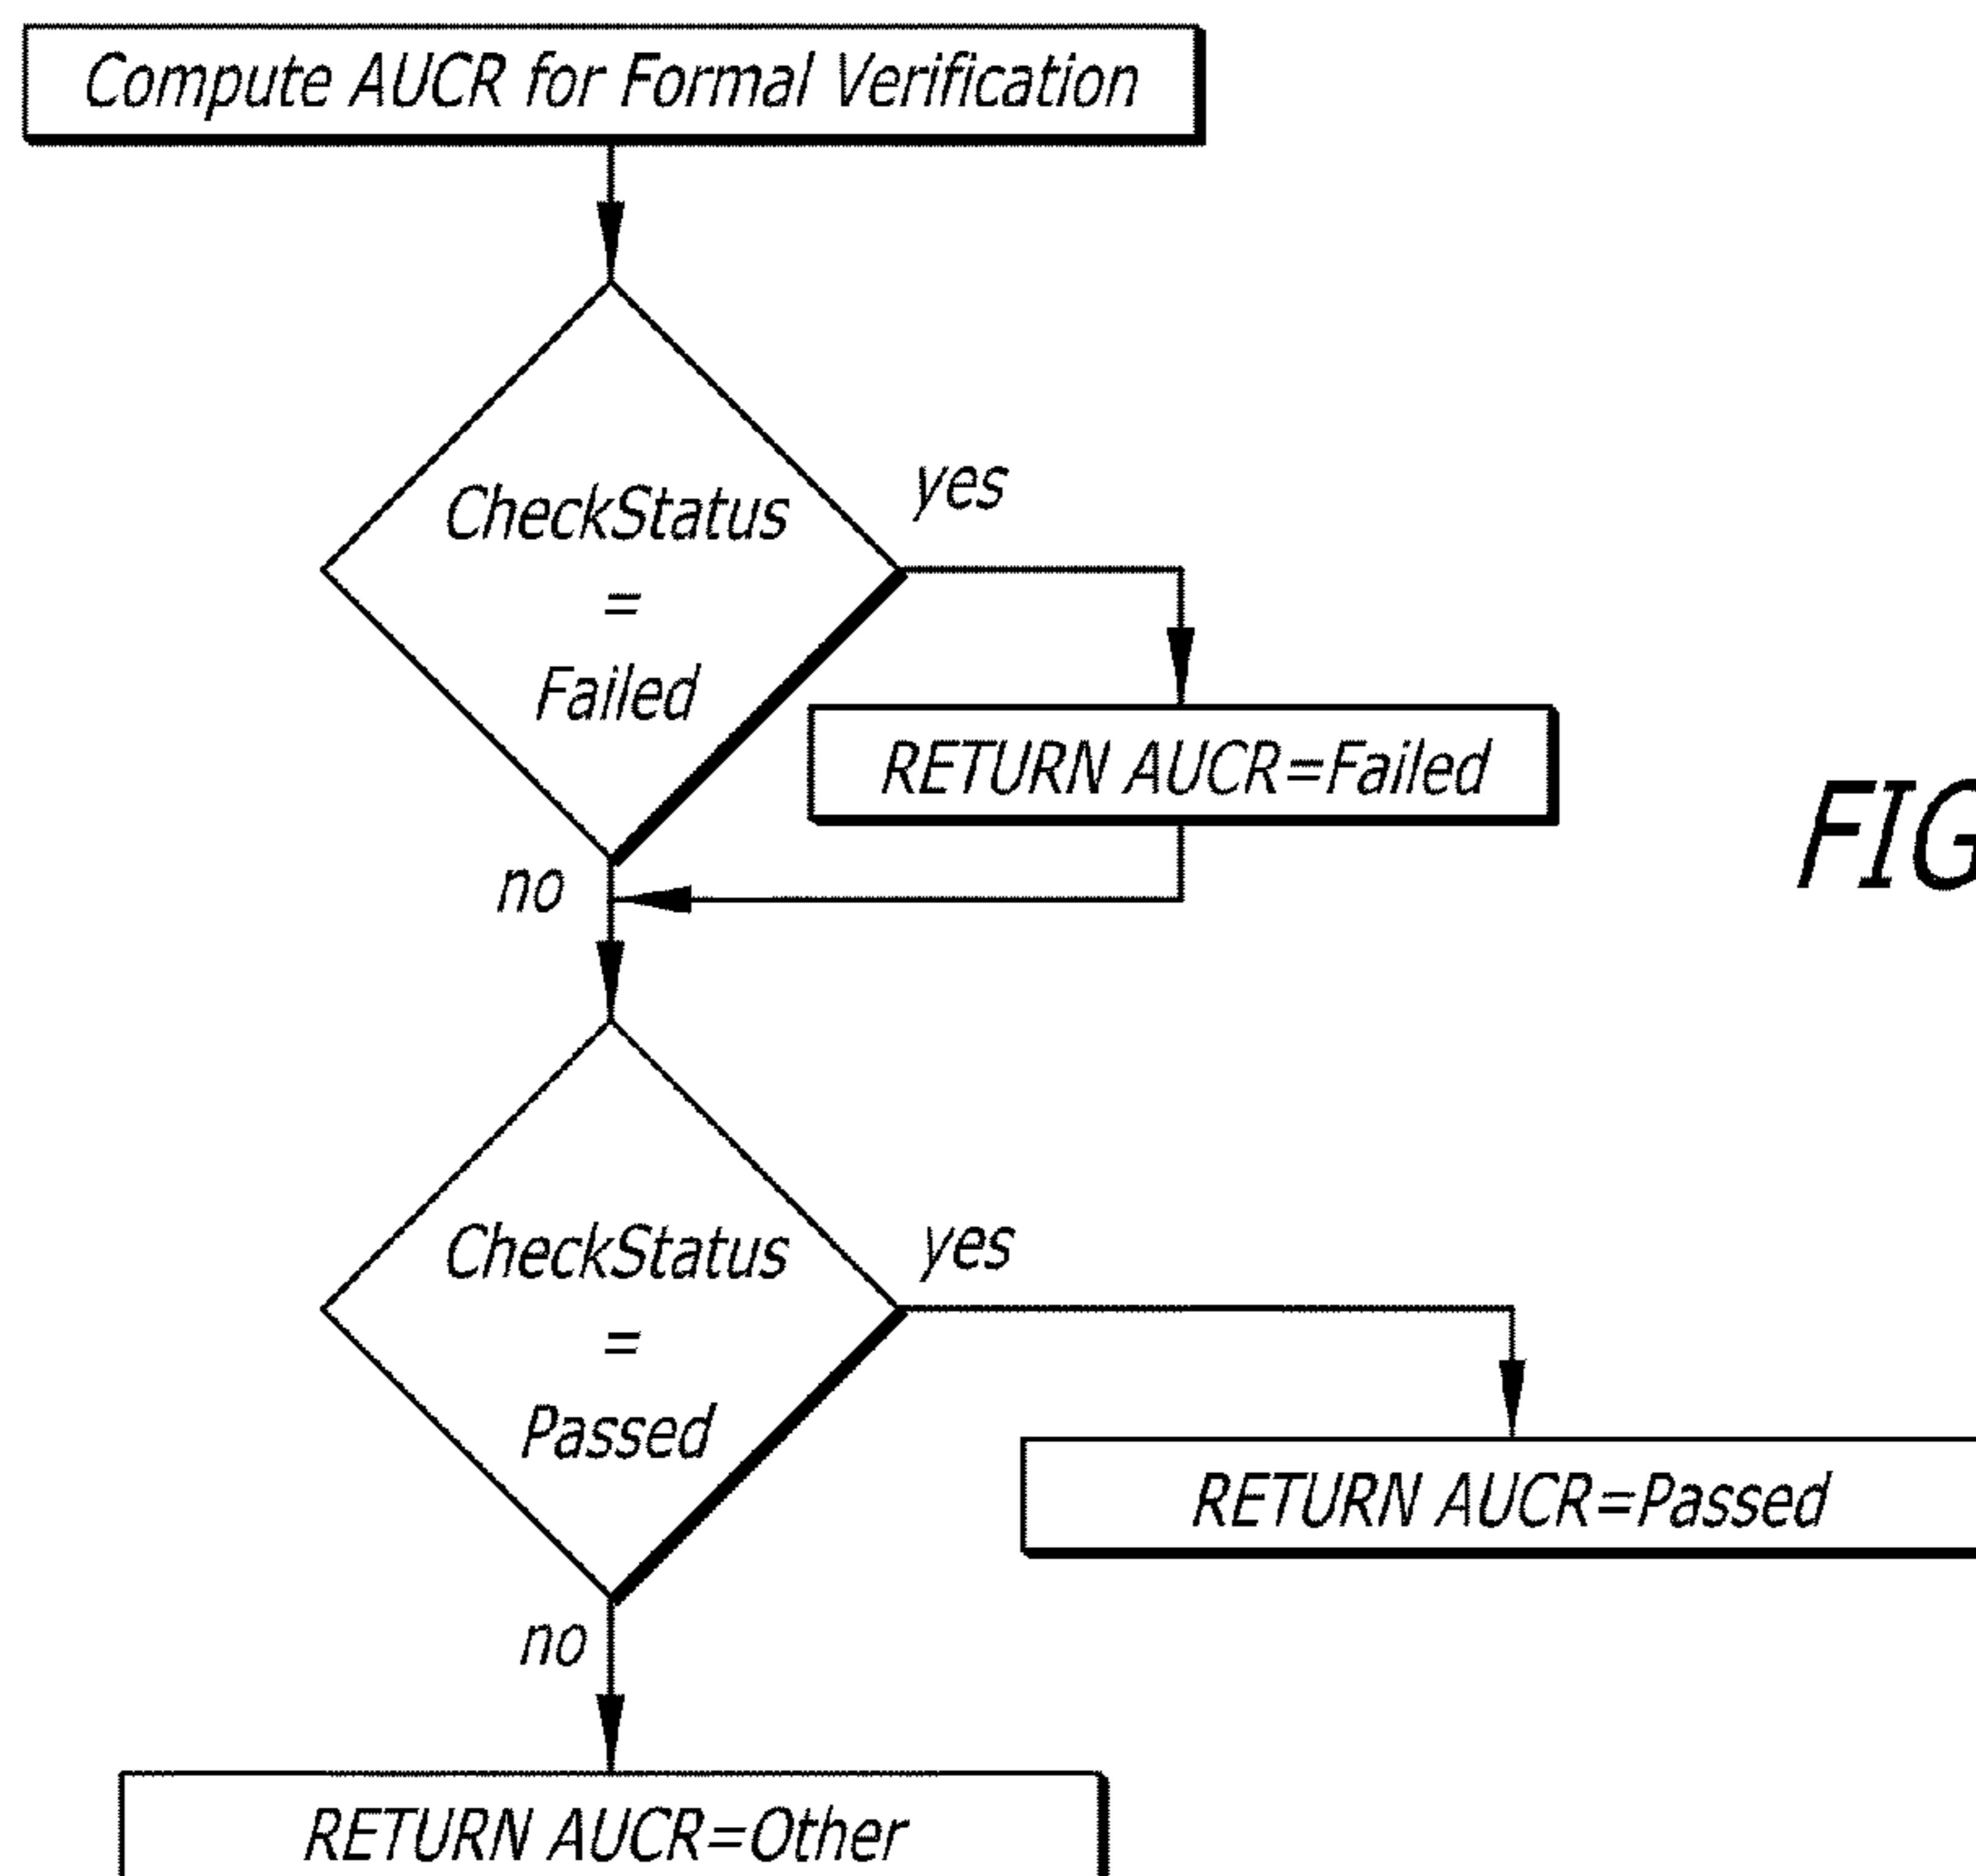 Compute AUCR for Formal Verification
CheckStatus
=
Failed
yes
RETURN AUCR=Failed
no
FIG
CheckStatus
=
Passed
yes
RETURN AUCR=Passed
no
RETURN AUCR=Other